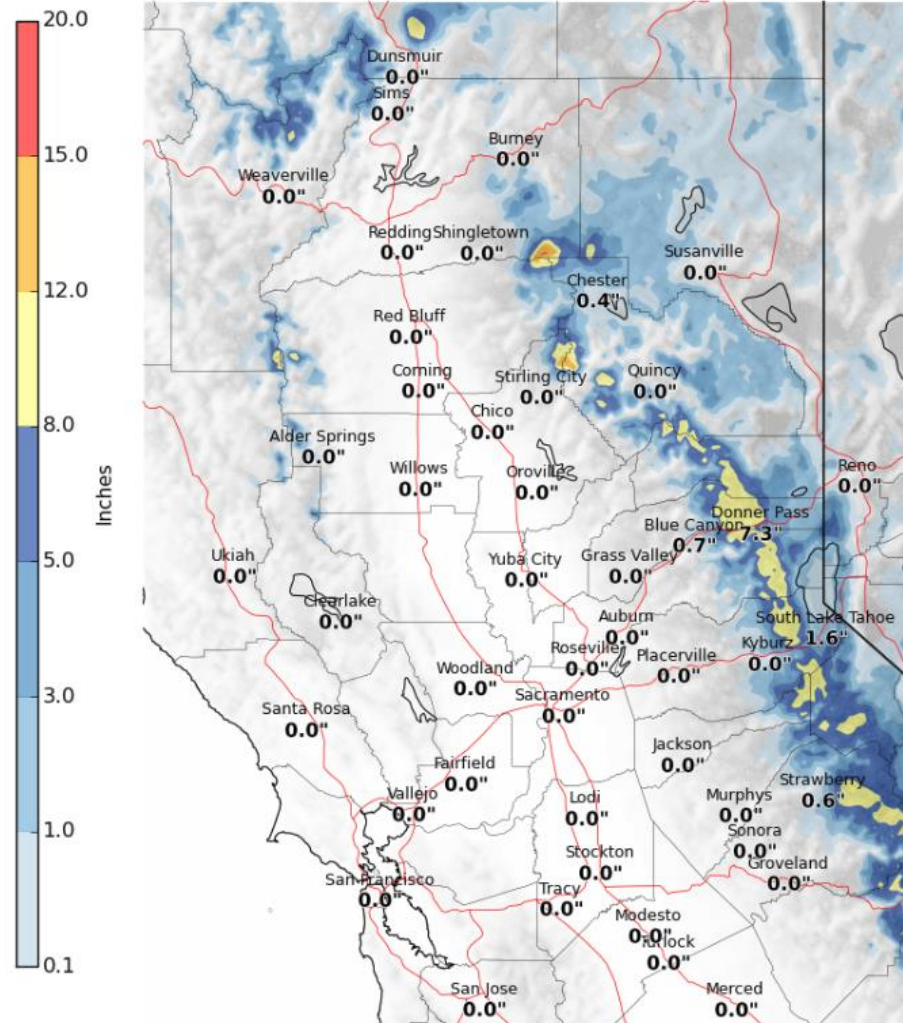 20.0
15.0
12.0
8.0
5.0
3.0
1.0
0.1
Inches
Dunsmuir
0.0"
Sims
0.0"
Burney
0.0"
Weaverville
0.0"
Redding
0.0"
Shingletown
0.0"
Susanville
0.0"
Chester
0.4"
Red Bluff
0.0"
Corning
0.0"
Stirling City
0.0"
Quincy
0.0"
Chico
0.0"
Alder Springs
0.0"
Willows
0.0"
Oroville
0.0"
Reno
0.0"
Donner Pass
7.3"
Blue Canyon
0.7"
Ukiah
0.0"
Yuba City
0.0"
Grass Valley
0.0"
Clearlake
0.0"
Auburn
0.0"
South Lake Tahoe
1.6"
Kyburz
0.0"
Roseville
0.0"
Placerville
0.0"
Woodland
0.0"
Sacramento
0.0"
Santa Rosa
0.0"
Jackson
0.0"
Fairfield
0.0"
Strawberry
0.6"
Vallejo
0.0"
Lodi
0.0"
Murphys
0.0"
Sonora
0.0"
Stockton
0.0"
Groveland
0.0"
San Francisco
0.0"
Tracy
0.0"
Modesto
0.0"
Turlock
0.0"
San Jose
0.0"
Merced
0.0"